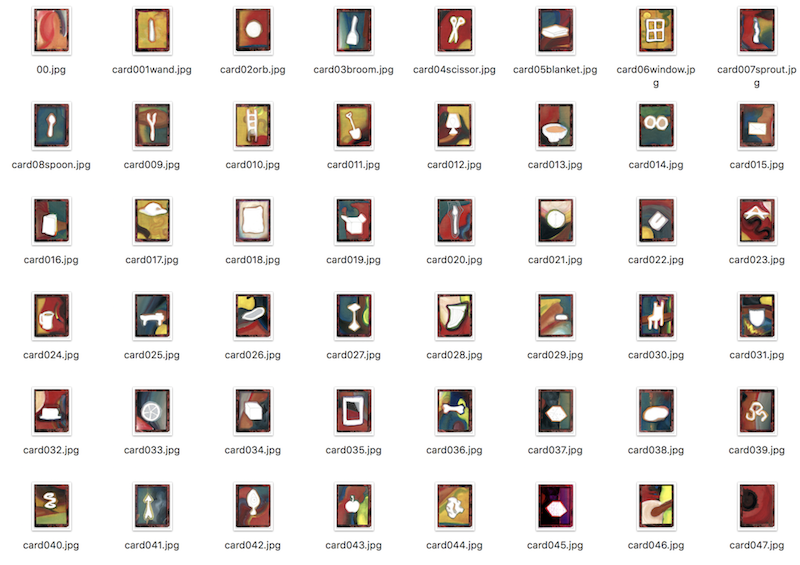 00.jpg
card001wand.jpg
card02orb.jpg
card03broom.jpg
card04scissor.jpg
card05blanket.jpg
card06window.jp
g
card007sprout.jp
g
card08spoon.jpg
card009.jpg
card010.jpg
card011.jpg
card012.jpg
card013.jpg
card014.jpg
card015.jpg
card016.jpg
card017.jpg
card018.jpg
card019.jpg
card020.jpg
card021.jpg
card022.jpg
card023.jpg
card024.jpg
card025.jpg
card026.jpg
card027.jpg
card028.jpg
card029.jpg
card030.jpg
card031.jpg
card032.jpg
card033.jpg
card034.jpg
card035.jpg
card036.jpg
card037.jpg
card038.jpg
card039.jpg
card040.jpg
card041.jpg
card042.jpg
card043.jpg
card044.jpg
card045.jpg
card046.jpg
card047.jpg